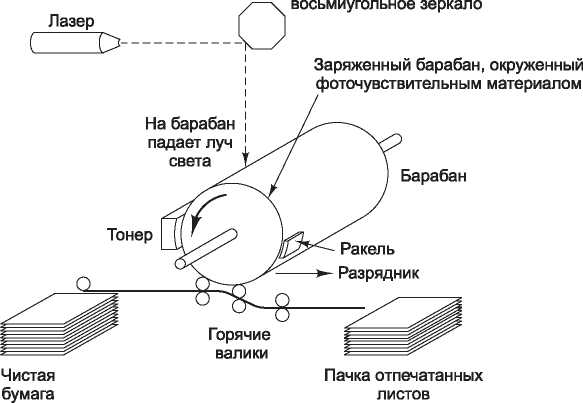 восьмиугольное зеркало
Лазер
Заряженный барабан, окруженный
фоточувствительным материалом
На барабан
падает луч
света
Барабан
Тонер
Ракель
Разрядник
Горячие
валики
Чистая
бумага
Пачка отпечатанных
листов